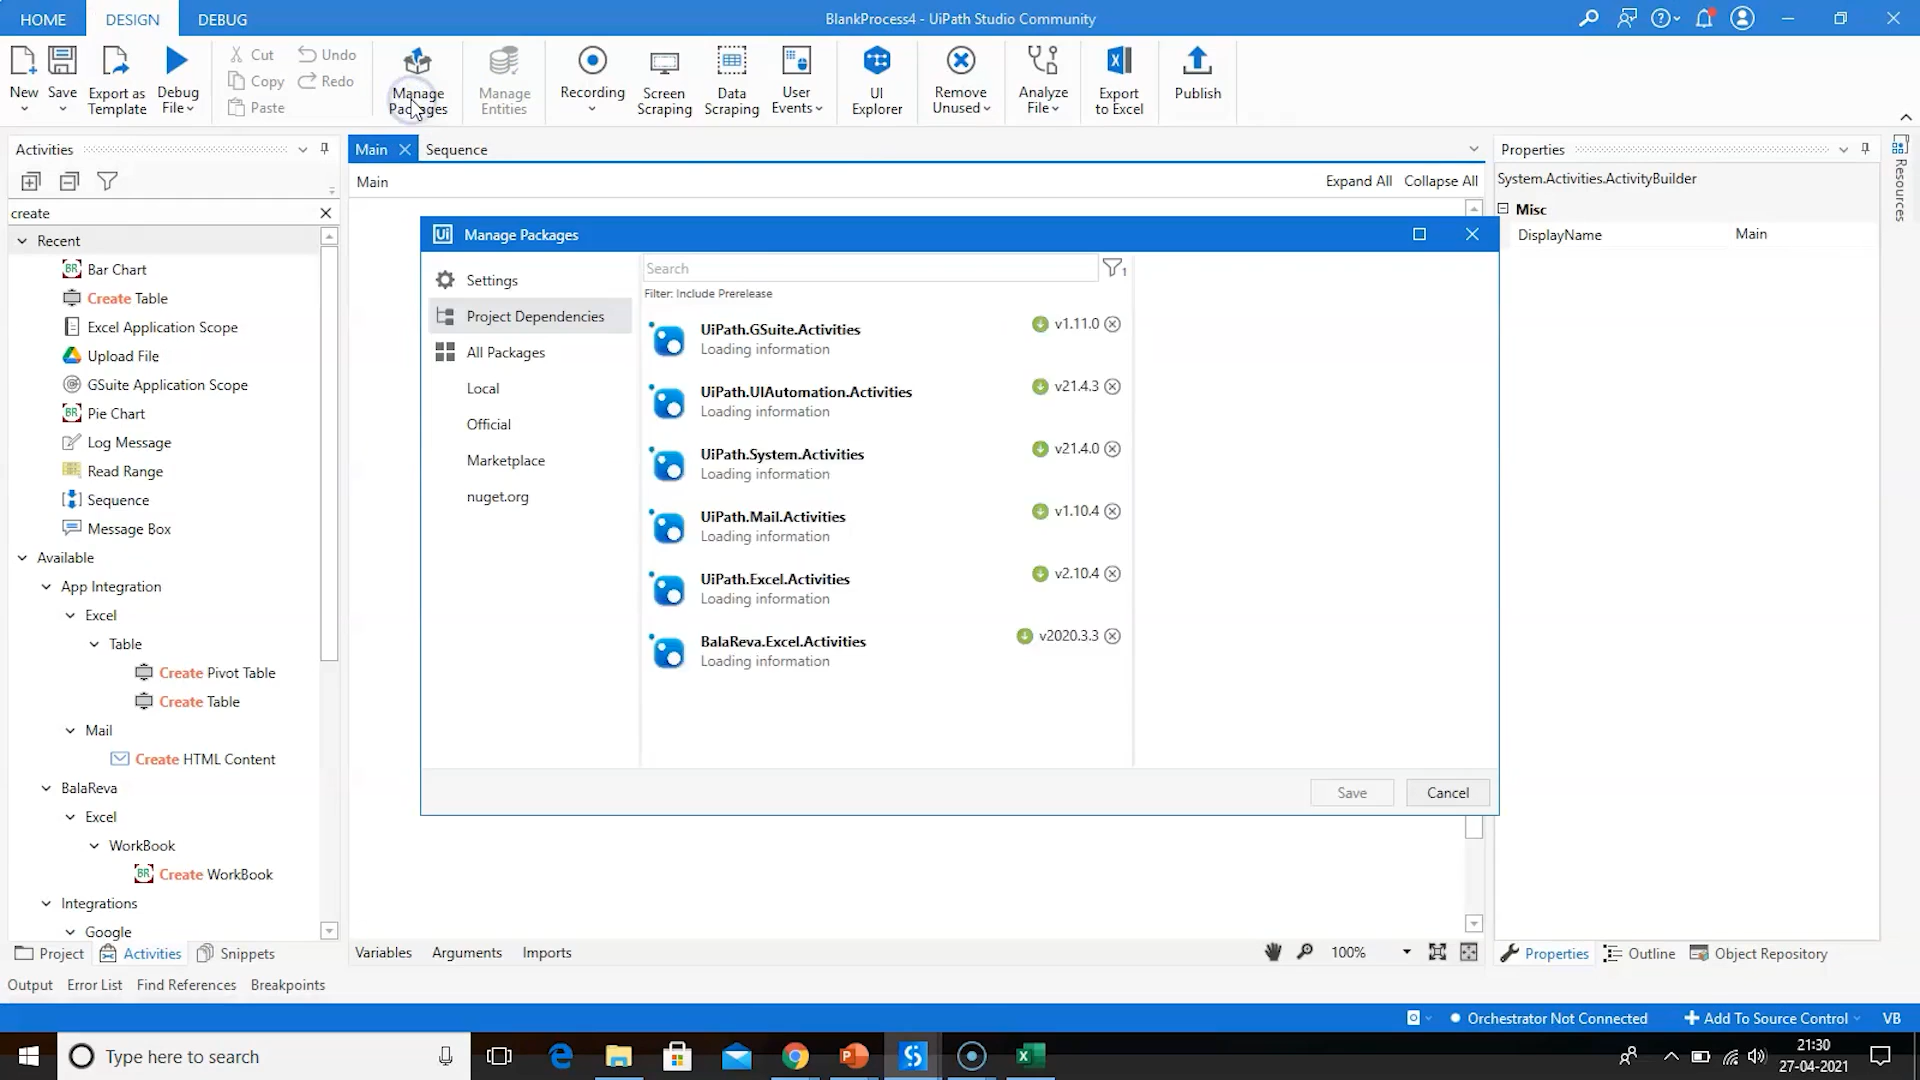 HOME DESIGN DEBUG BlankProcess4 - UiPath Studio Community
New Save Export as Template Debug File Cut Copy Paste Undo Redo Manage Packages Manage Entities Recording Screen Scraping Data Scraping User Events UI Explorer Remove Unused Analyze File Export to Excel Publish
Activities
create
Recent
Bar Chart
Create Table
Excel Application Scope
Upload File
GSuite Application Scope
Pie Chart
Log Message
Read Range
Sequence
Message Box
Available
App Integration
Excel
Table
Create Pivot Table
Create Table
Mail
Create HTML Content
BalaReva
Excel
WorkBook
BR Create WorkBook
Integrations
Google
Project Activities Snippets
Main Sequence
Main Expand All Collapse All
Ui Manage Packages
Settings
Project Dependencies
All Packages
Local
Official
Marketplace
nuget.org
Search
1
Filter: Include Prerelease
UiPath.GSuite.Activities v1.11.0
Loading information
UiPath.UIAutomation.Activities v21.4.3
Loading information
UiPath.System.Activities v21.4.0
Loading information
UiPath.Mail.Activities v1.10.4
Loading information
UiPath.Excel.Activities v2.10.4
Loading information
BalaReva.Excel.Activities v2020.3.3
Loading information
Save Cancel
Variables Arguments Imports 100%
Properties
System.Activities.ActivityBuilder
Misc
DisplayName Main
Resources
Properties Outline Object Repository
Output Error List Find References Breakpoints
Orchestrator Not Connected Add To Source Control VB
Type here to search
21:30
27-04-2021